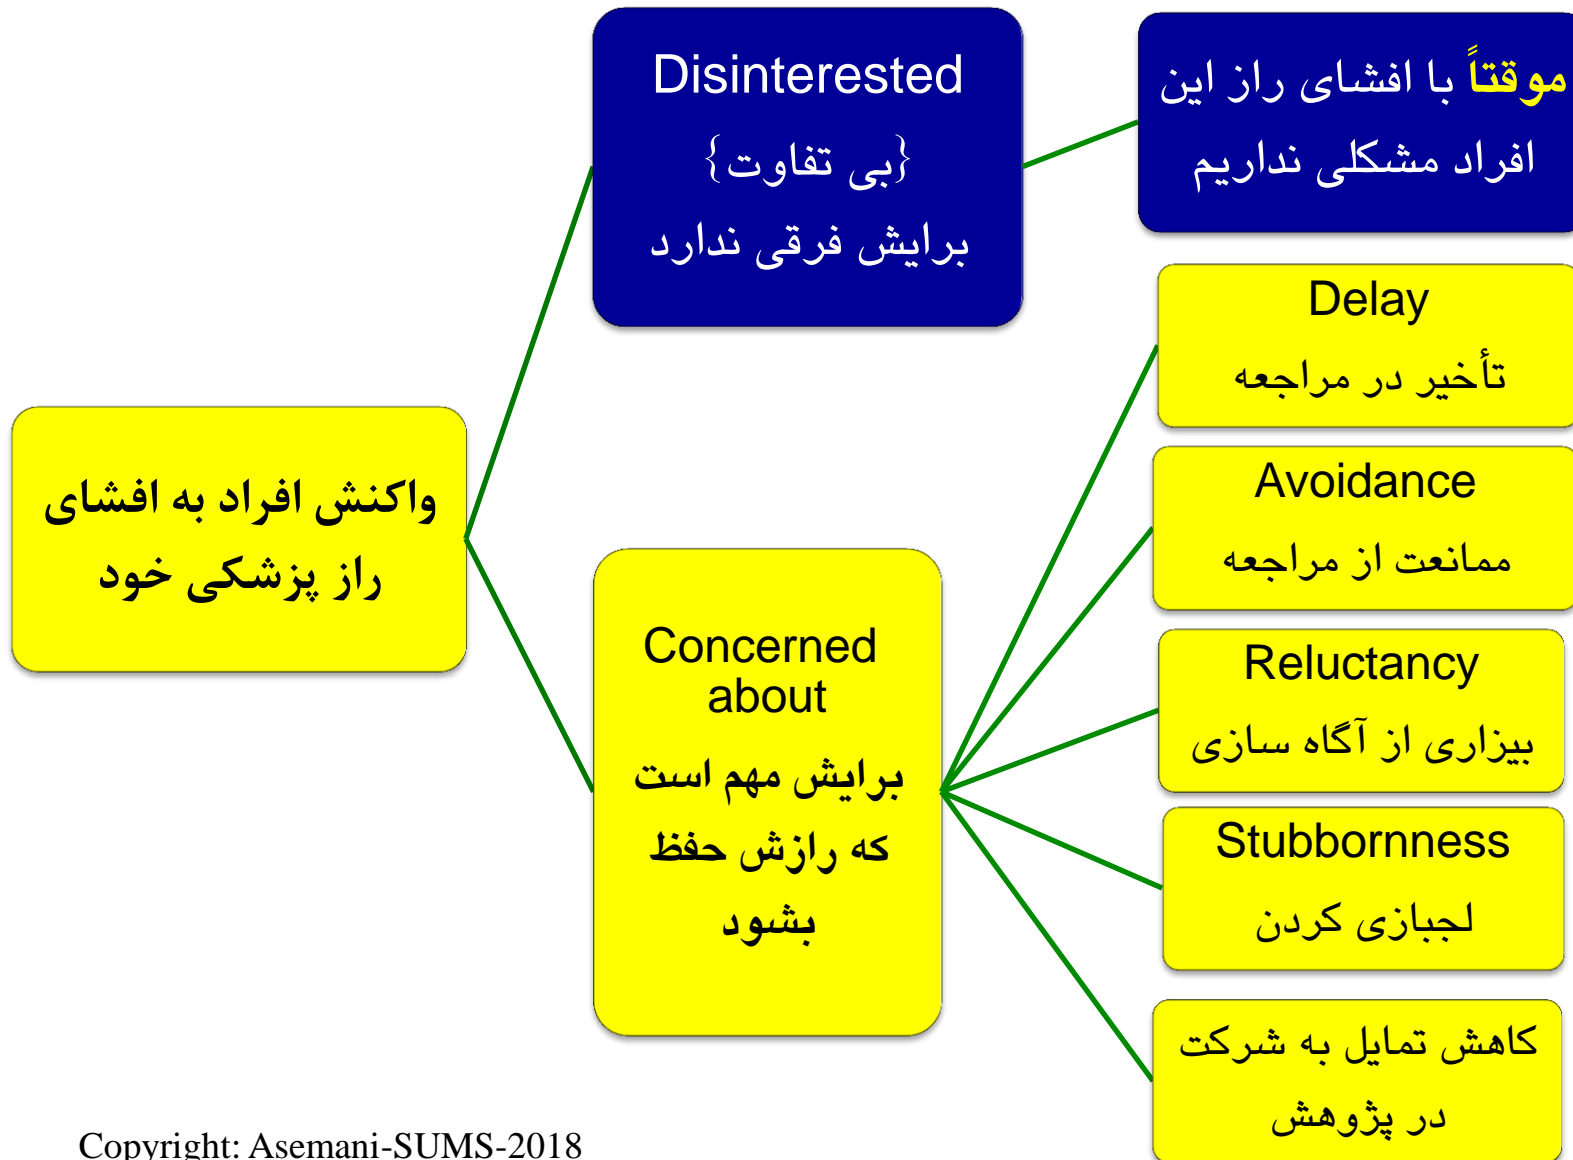 واکنش افراد به افشای
راز پزشکی خود
Disinterested
{بی تفاوت}
برایش فرقی ندارد
موقتاً با افشای راز این
افراد مشکلی نداریم
Concerned
about
برایش مهم است
که رازش حفظ
بشود
Delay
تأخیر در مراجعه
Avoidance
ممانعت از مراجعه
Reluctancy
بیزاری از آگاه سازی
Stubbornness
لجبازی کردن
کاهش تمایل به شرکت
در پژوهش
Copyright: Asemani-SUMS-2018